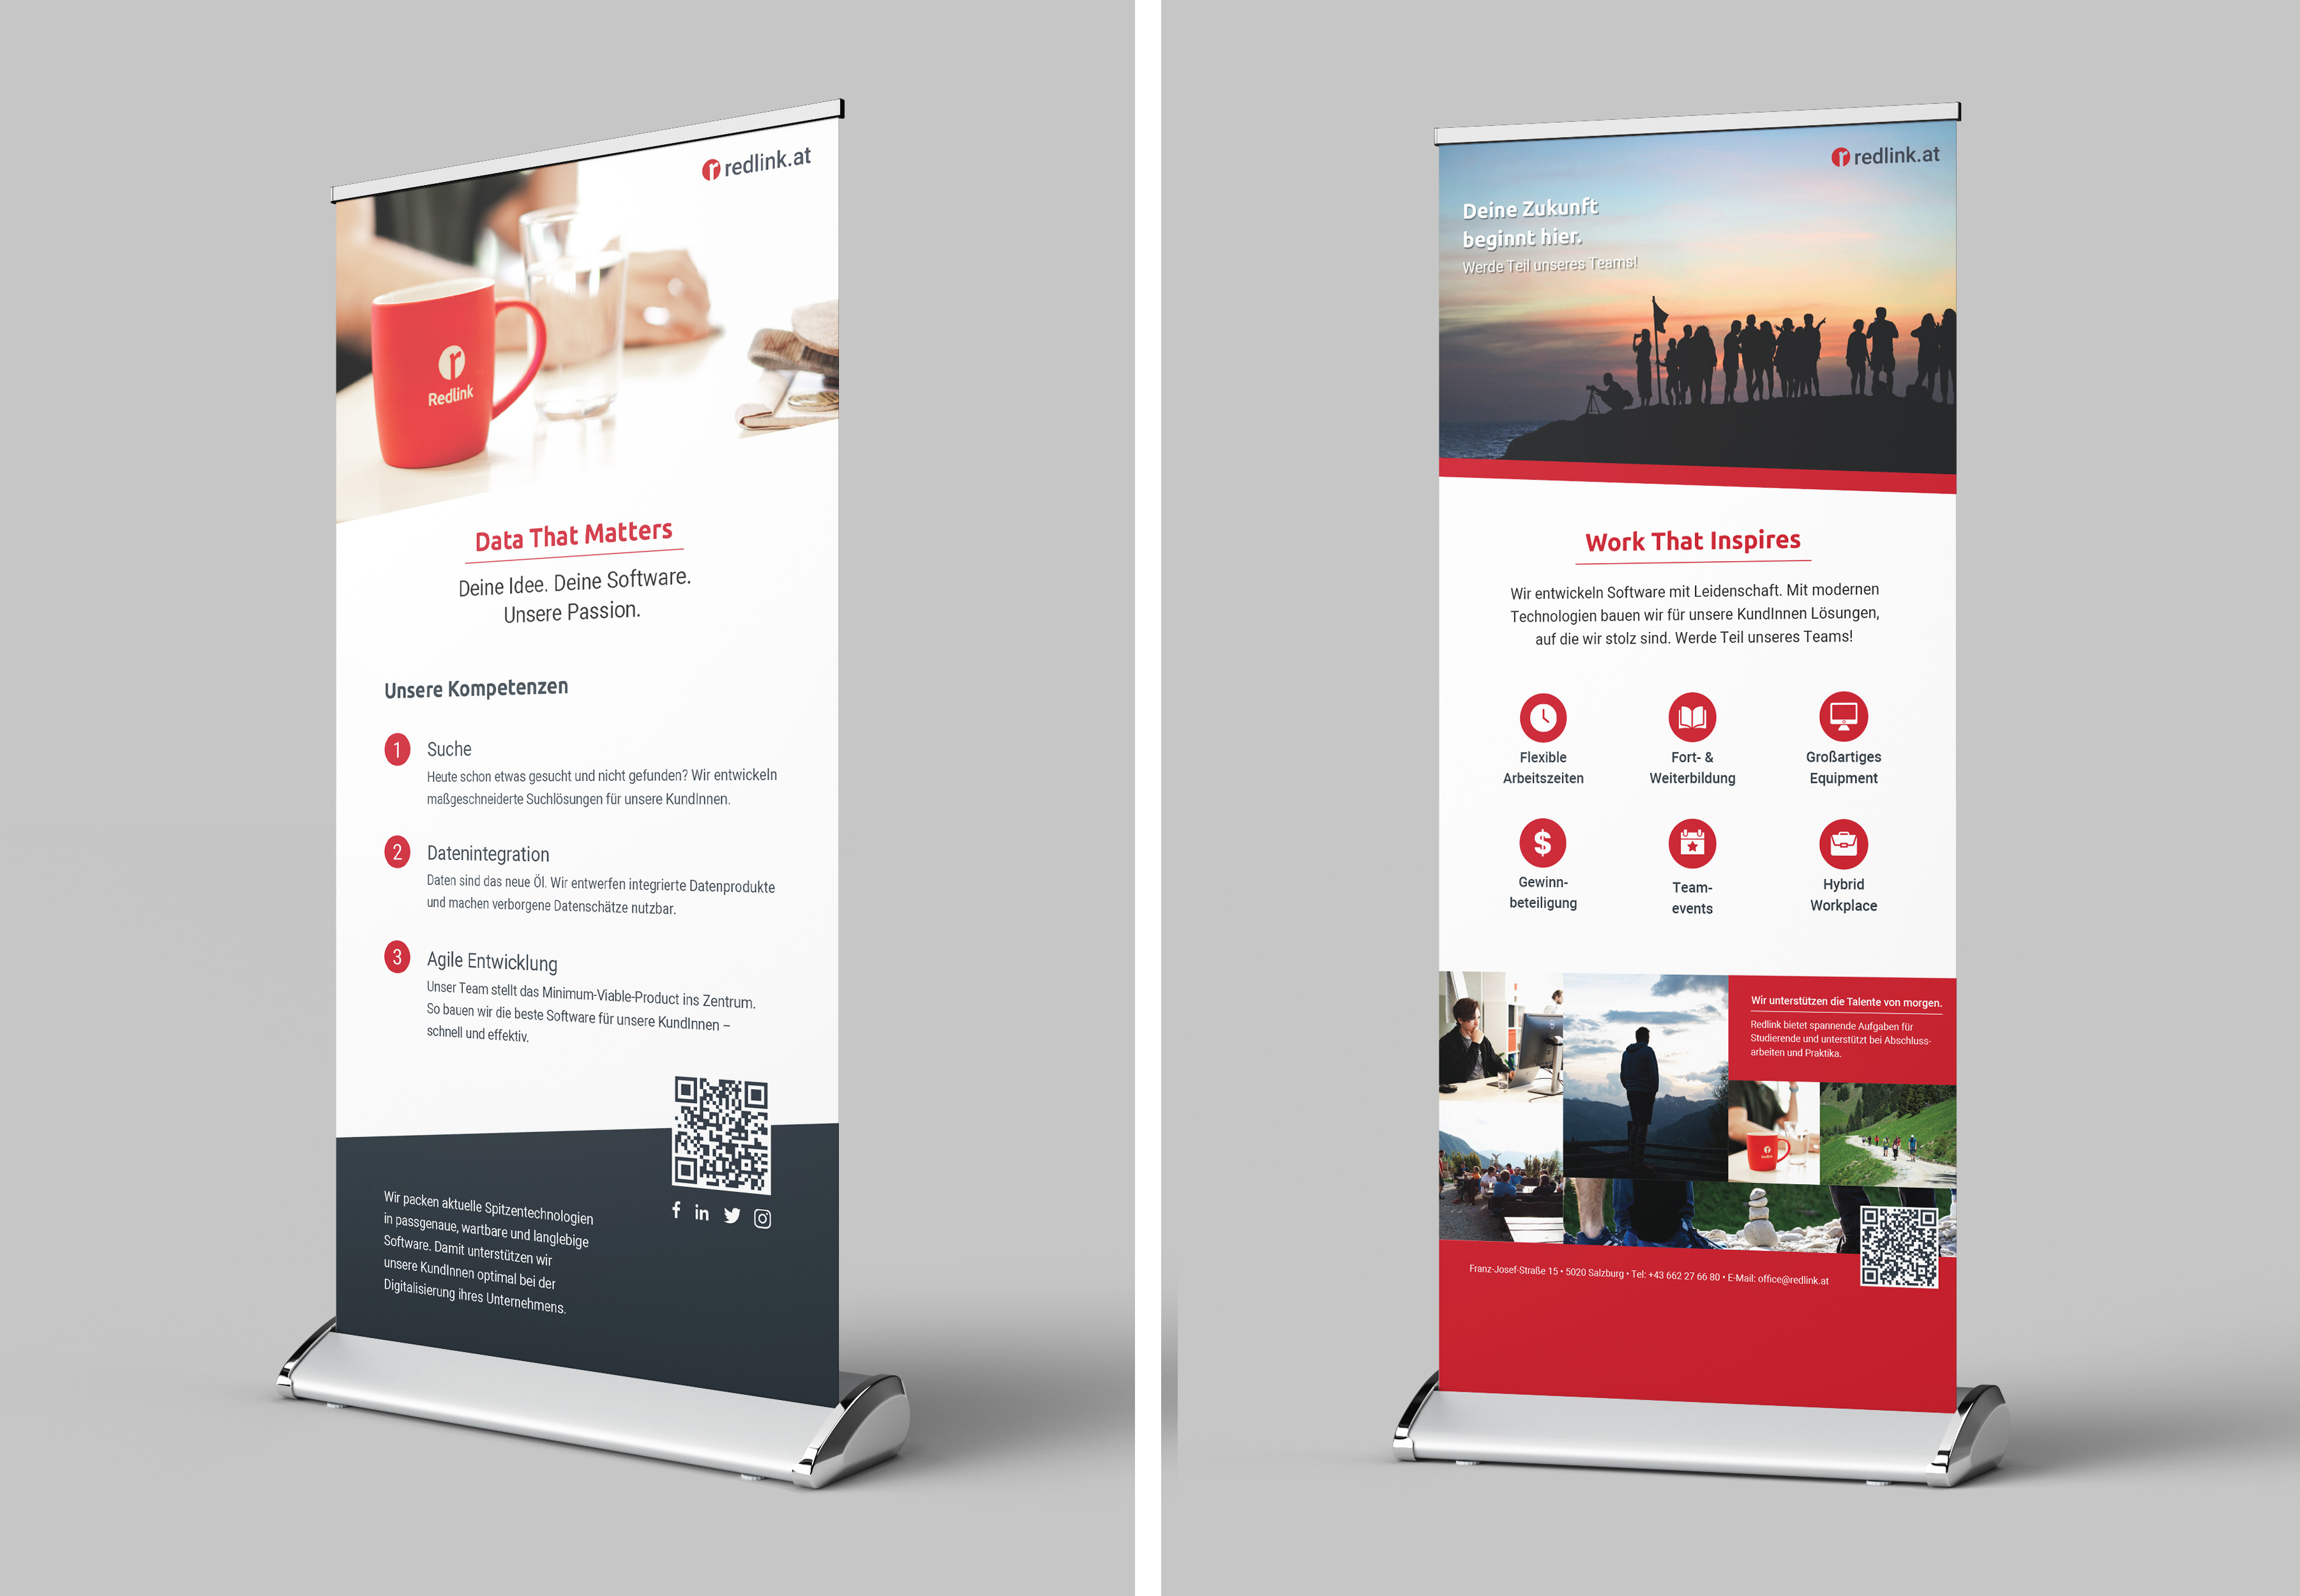 redlink.at
Redlink
Data That Matters
Deine Idee. Deine Software.
Unsere Passion.
Unsere Kompetenzen
1 Suche
Heute schon etwas gesucht und nicht gefunden? Wir entwickeln
maßgeschneiderte Suchlösungen für unsere KundInnen.
2 Datenintegration
Daten sind das neue Öl. Wir entwerfen integrierte Datenprodukte
und machen verborgene Datenschätze nutzbar.
3 Agile Entwicklung
Unser Team stellt das Minimum-Viable-Product ins Zentrum.
So bauen wir die beste Software für unsere KundInnen –
schnell und effektiv.
Wir packen aktuelle Spitzentechnologien
in passgenaue, wartbare und langlebige
Software. Damit unterstützen wir
unsere KundInnen optimal bei der
Digitalisierung ihres Unternehmens.
redlink.at
Deine Zukunft
beginnt hier.
Werde Teil unseres Teams!
Work That Inspires
Wir entwickeln Software mit Leidenschaft. Mit modernen
Technologien bauen wir für unsere KundInnen Lösungen,
auf die wir stolz sind. Werde Teil unseres Teams!
Flexible
Arbeitszeiten
Fort- &
Weiterbildung
Großartiges
Equipment
Gewinn-
beteiligung
Team-
events
Hybrid
Workplace
Wir unterstützen die Talente von morgen.
Redlink bietet spannende Aufgaben für
Studierende und unterstützt bei Abschluss-
arbeiten und Praktika.
Redlink
Franz-Josef-Straße 15 • 5020 Salzburg • Tel: +43 662 27 66 80 • E-Mail: office@redlink.at